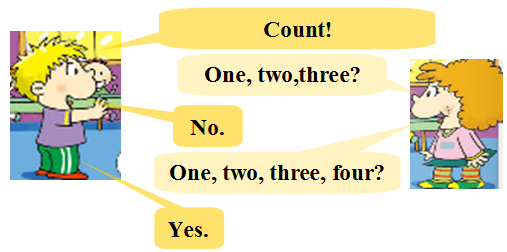 Count!
One, two,three?
No.
One, two, three, four?
Yes.